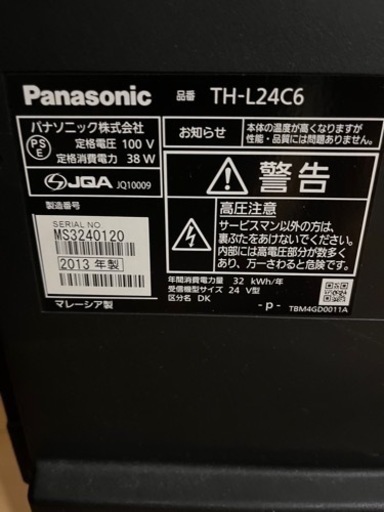 Panasonic 品番 TH-L24C6
パナソニック株式会社
定格電圧 100 V
定格消費電力 38 W
PS
E
JQA JQ10009
お知らせ
本体の温度が高くなりますが
性能・品質には問題ありません。
警告
高圧注意
サービスマン以外の方は、
裏ぶたをあけないでください。
内部には高電圧部分が数多く
あり、万一さわると危険です。
製造番号
SERIAL NO
MS3240120
2013 年製
マレーシア製
年間消費電力量 32 kWh/年
受信機型サイズ 24 V型
区分名 DK
- p -
TBM4GD0011A